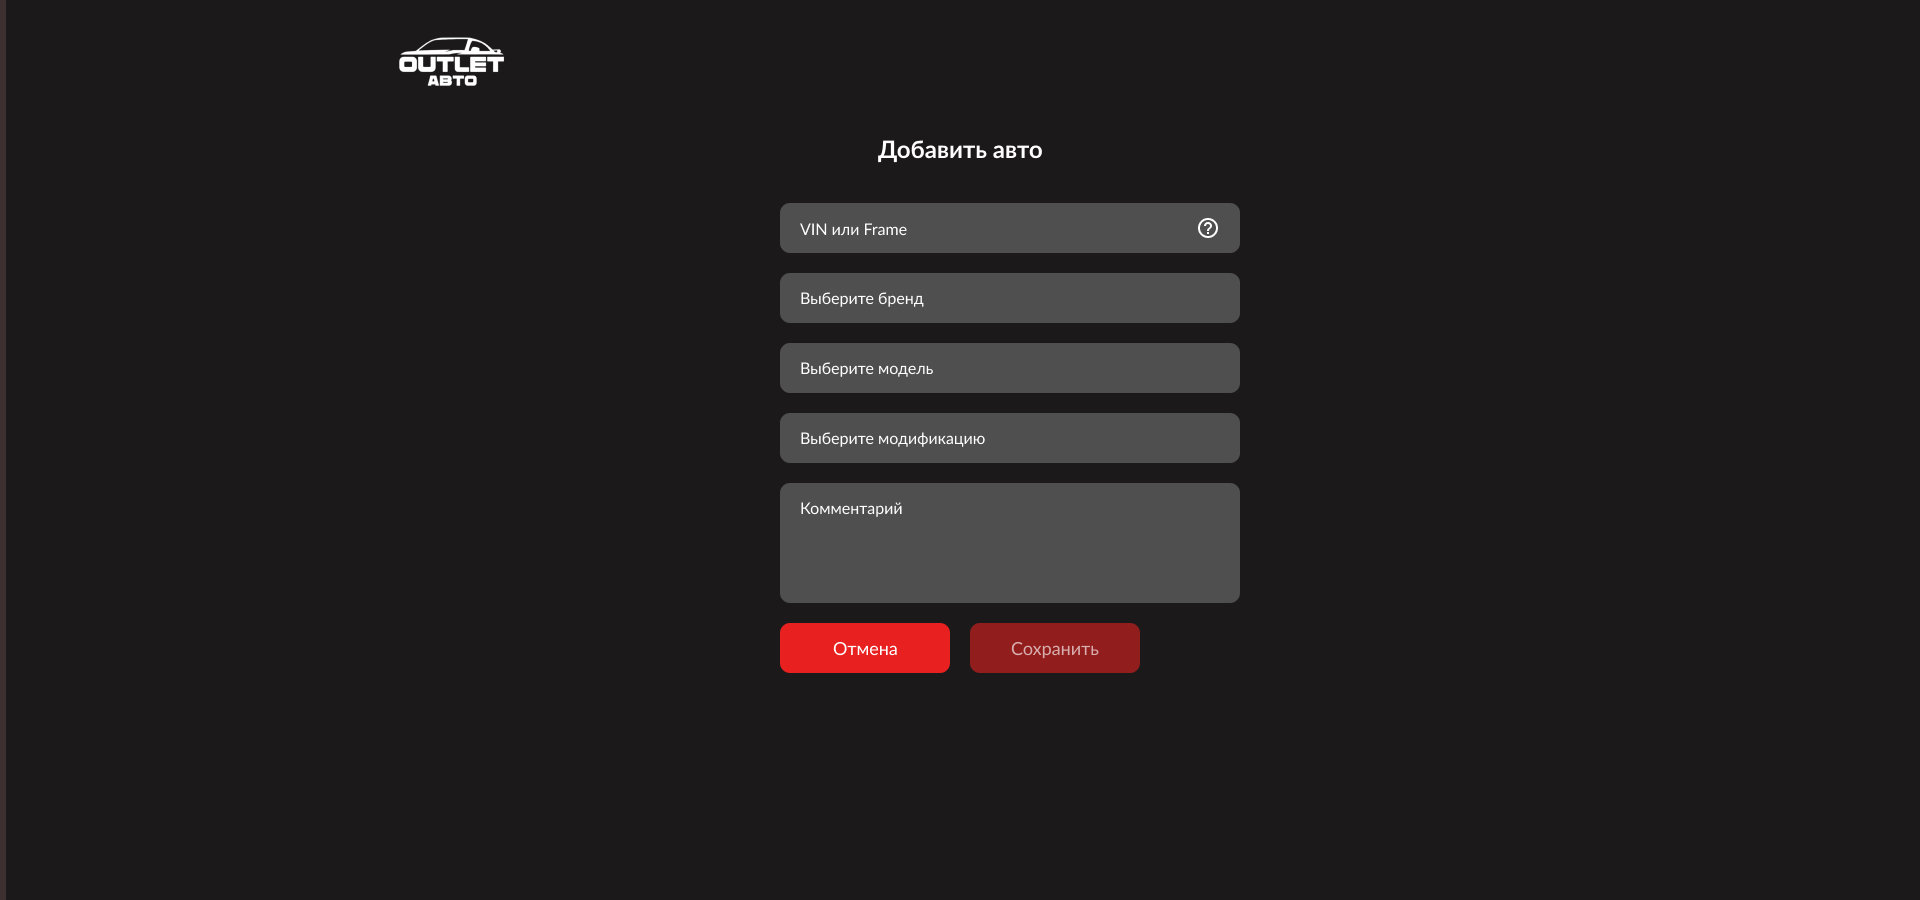 OUTLET
АВТО
Добавить авто
VIN или Frame
Выберите бренд
Выберите модель
Выберите модификацию
Комментарий
Отмена
Сохранить